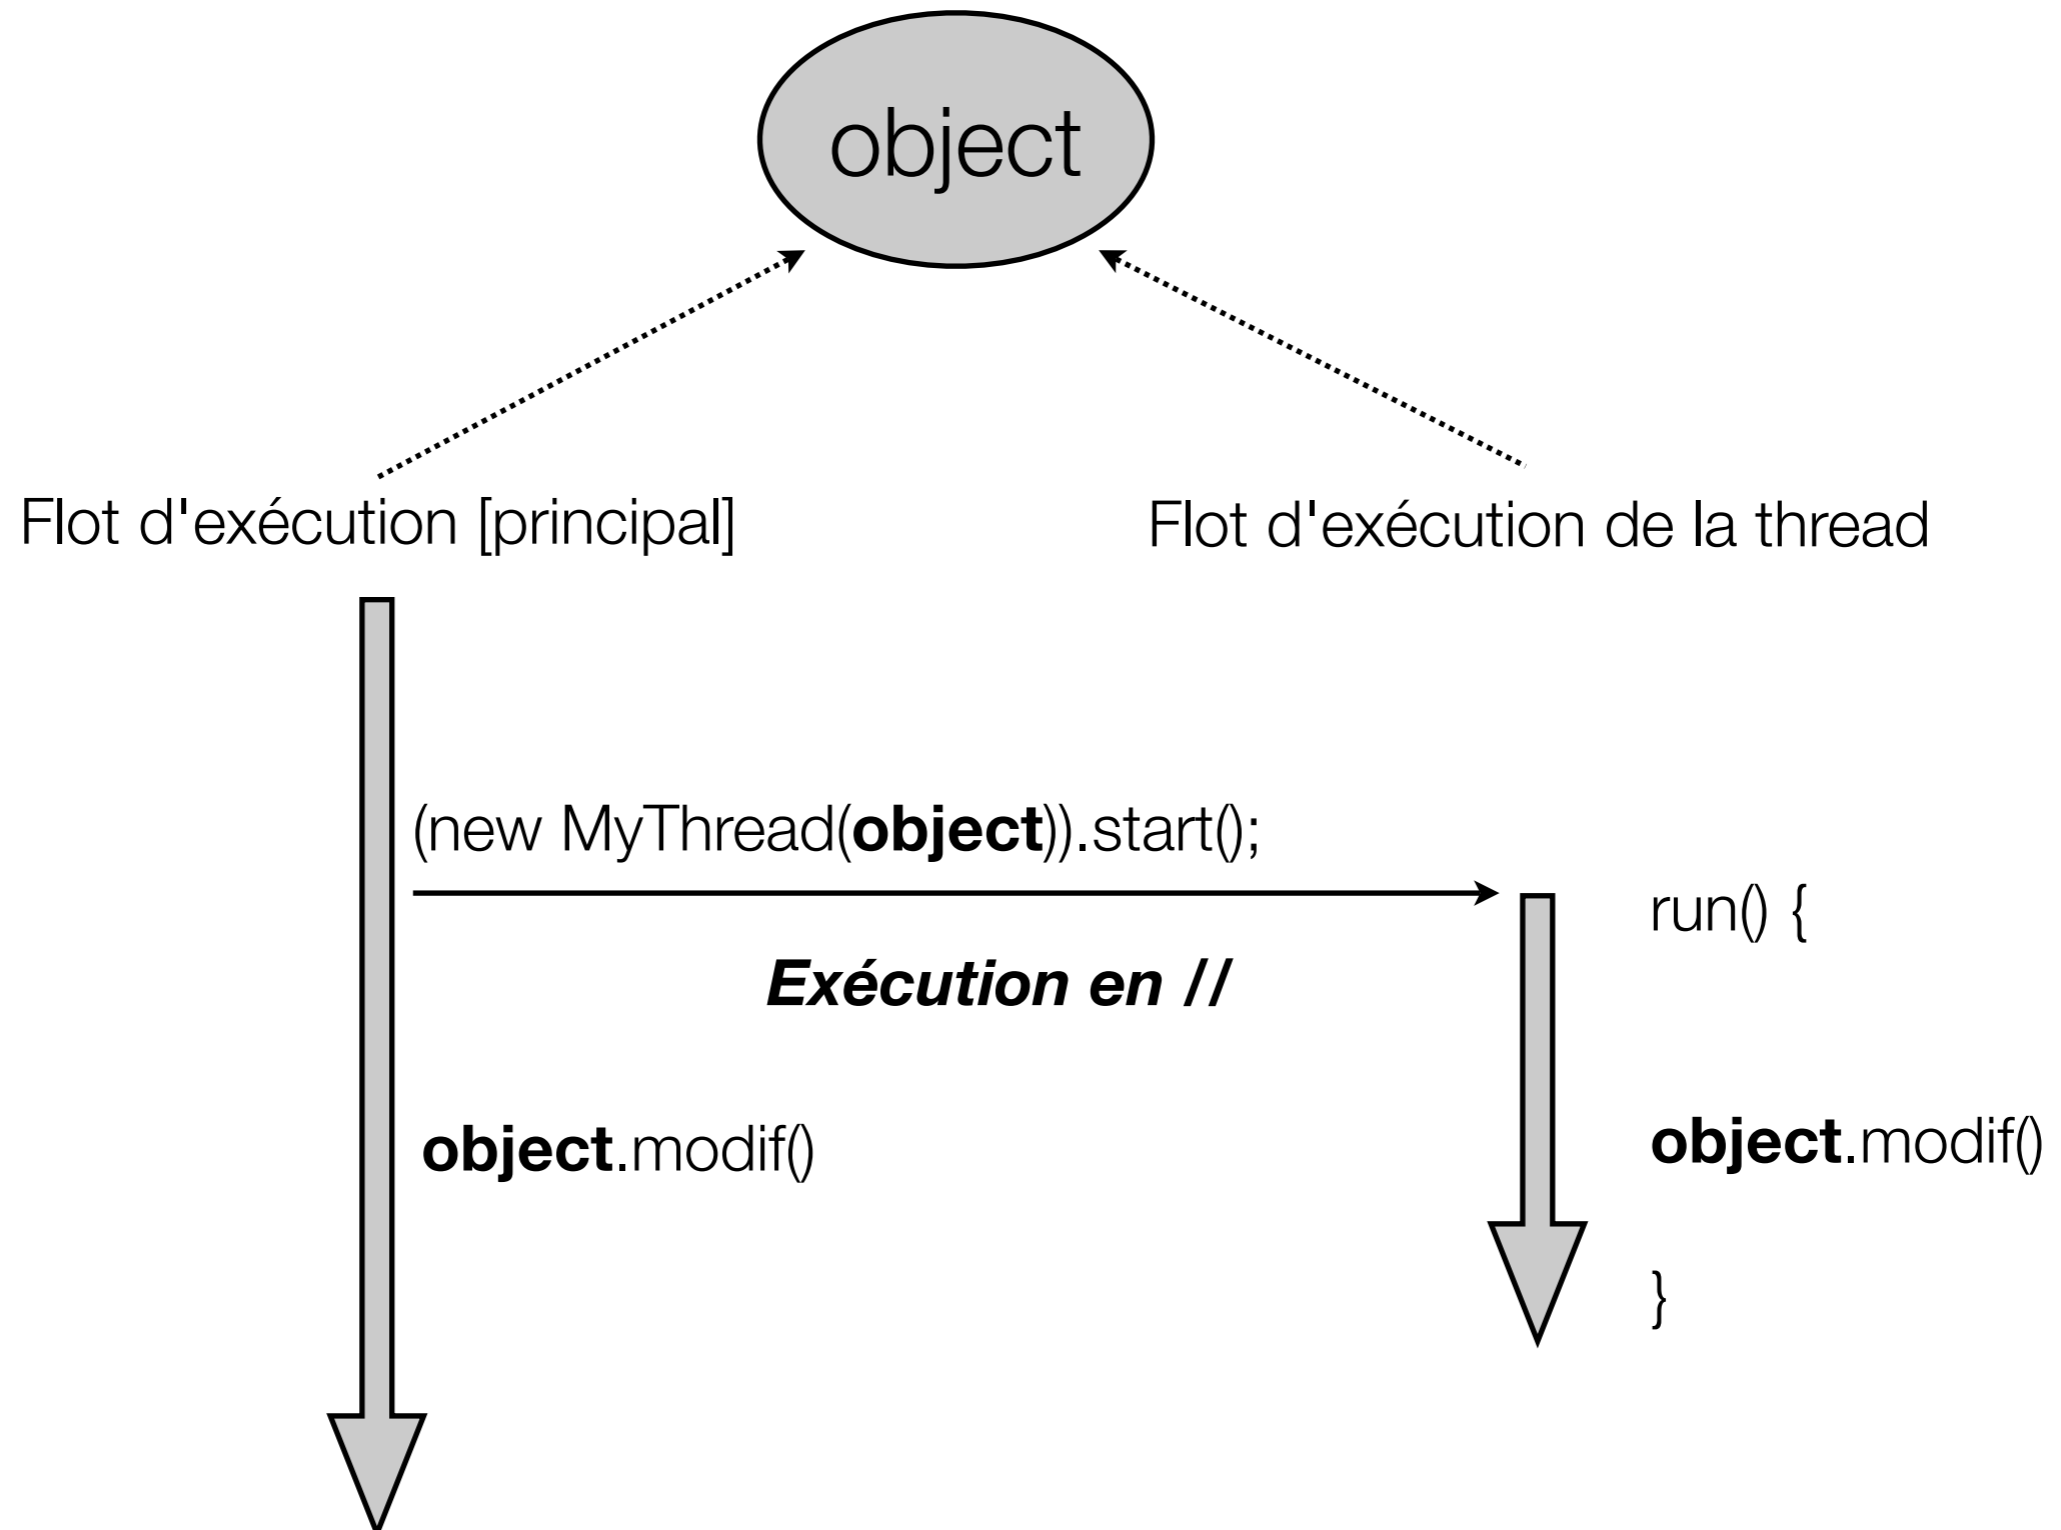 object
Flot d'exécution [principal]
Flot d'exécution de la thread
(new MyThread(object)).start();
run() {
Exécution en //
object.modif()
object.modif()
}